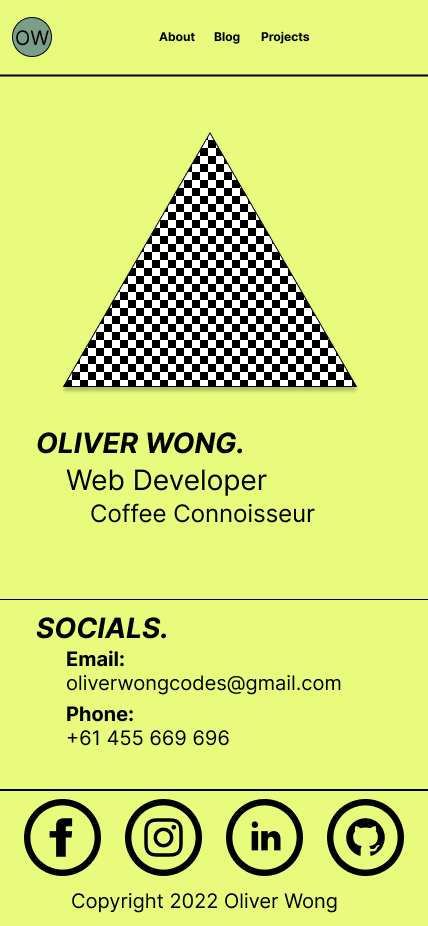 OW
About Blog Projects
OLIVER WONG.
Web Developer
Coffee Connoisseur
SOCIALS.
Email:
oliverwongcodes@gmail.com
Phone:
+61 455 669 696
f in
Copyright 2022 Oliver Wong